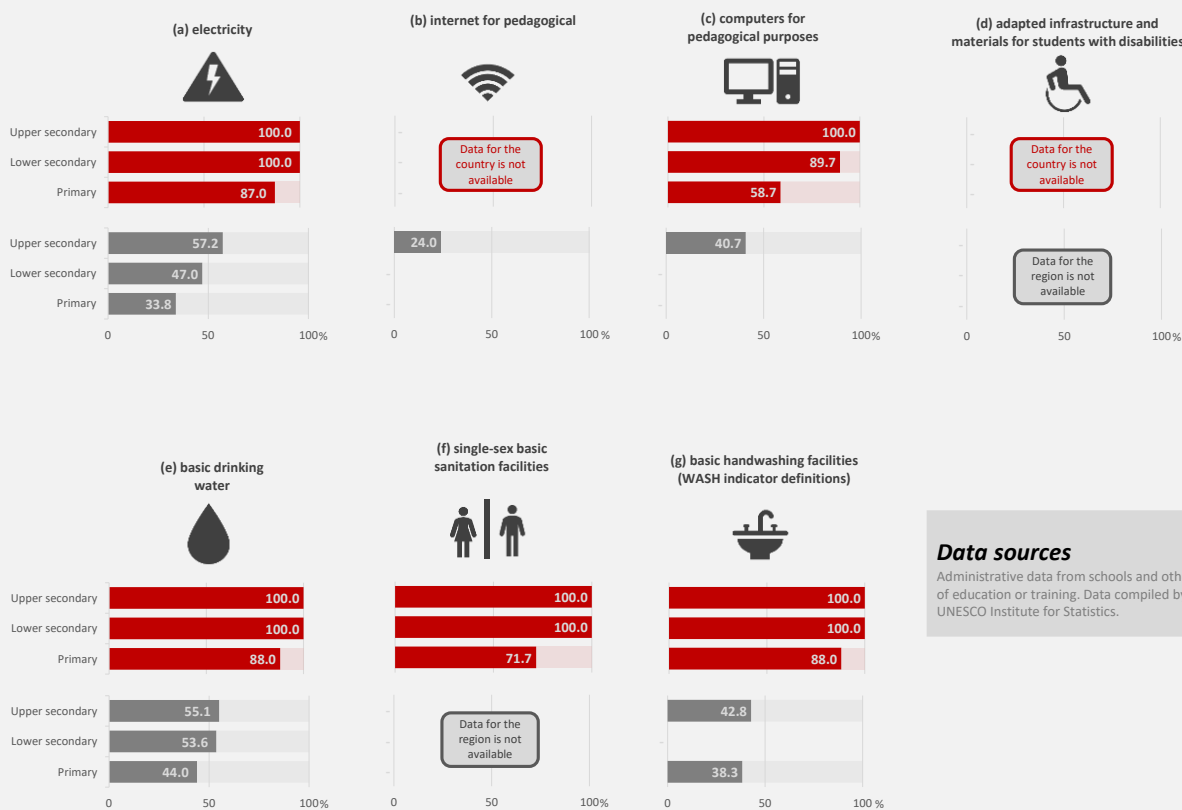 (a) electricity
(b) internet for pedagogical
(c) computers for
pedagogical purposes
(d) adapted infrastructure and
materials for students with disabilities
Upper secondary
100.0
Lower secondary
100.0
Primary
87.0
Data for the
country is not
available
100.0
89.7
58.7
Data for the
country is not
available
Upper secondary
57.2
Lower secondary
47.0
Primary
33.8
0 50 100%
24.0
0 50 100%
40.7
0 50 100%
Data for the
region is not
available
0 50 100%
(e) basic drinking
water
(f) single-sex basic
sanitation facilities
(g) basic handwashing facilities
(WASH indicator definitions)
Upper secondary
100.0
Lower secondary
100.0
Primary
88.0
100.0
100.0
71.7
100.0
100.0
88.0
Upper secondary
55.1
Lower secondary
53.6
Primary
44.0
0 50 100%
Data for the
region is not
available
0 50 100 %
42.8
38.3
0 50 100 %
Data sources
Administrative data from schools and oth
of education or training. Data compiled by
UNESCO Institute for Statistics.